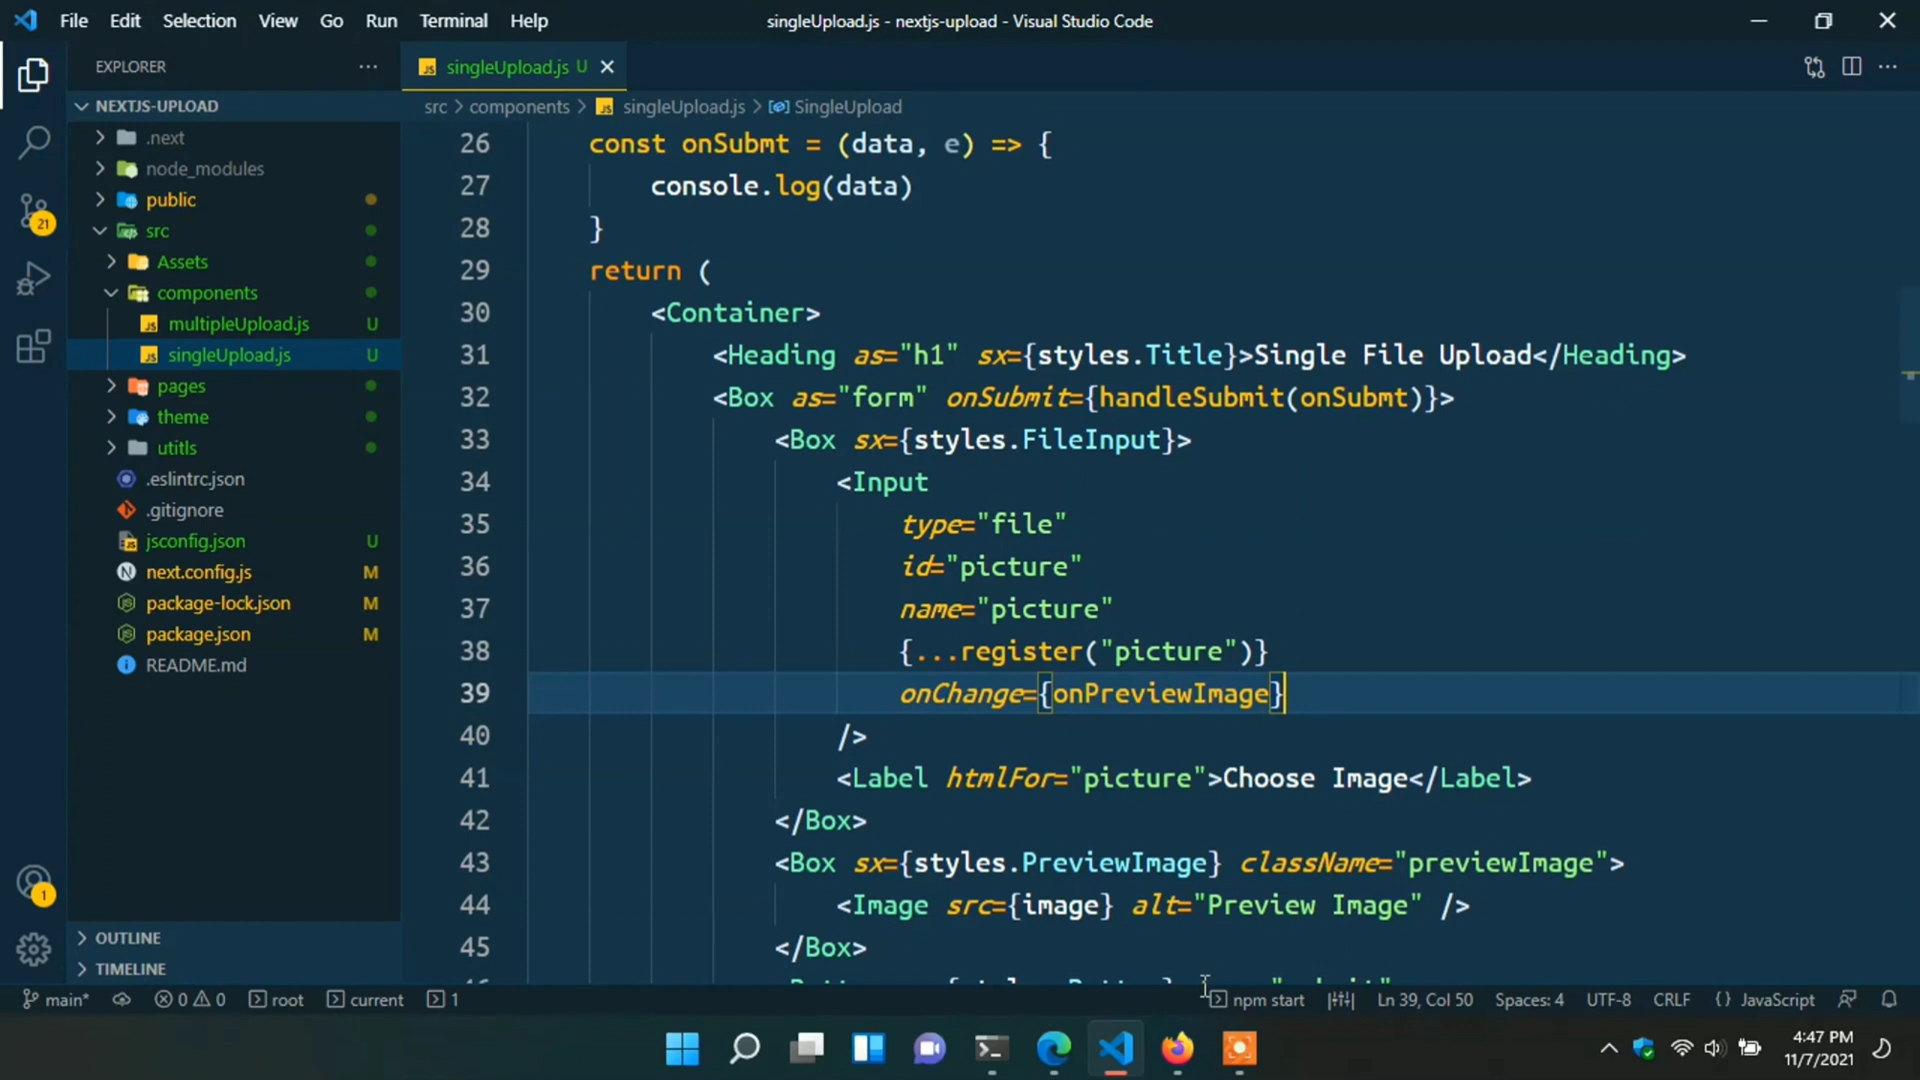 File Edit Selection View Go Run Terminal Help singleUpload.js - nextjs-upload - Visual Studio Code
EXPLORER
singleUpload.js U
NEXTJS-UPLOAD
src > components > singleUpload.js > SingleUpload
.next
node_modules
public
src
Assets
components
multipleUpload.js U
singleUpload.js U
pages
theme
utitls
.eslintrc.json
.gitignore
jsconfig.json U
next.config.js M
package-lock.json M
package.json M
README.md
OUTLINE
TIMELINE
21
1
26 const onSubmt = (data, e) => {
27 console.log(data)
28 }
29 return (
30 <Container>
31 <Heading as="h1" sx={styles.Title}>Single File Upload</Heading>
32 <Box as="form" onSubmit={handleSubmit(onSubmt)}>
33 <Box sx={styles.FileInput}>
34 <Input
35 type="file"
36 id="picture"
37 name="picture"
38 {...register("picture")}
39 onChange={onPreviewImage}
40 />
41 <Label htmlFor="picture">Choose Image</Label>
42 </Box>
43 <Box sx={styles.PreviewImage} className="previewImage">
44 <Image src={image} alt="Preview Image" />
45 </Box>
main* 0 0 root current 1 npm start Ln 39, Col 50 Spaces: 4 UTF-8 CRLF {} JavaScript
4:47 PM
11/7/2021